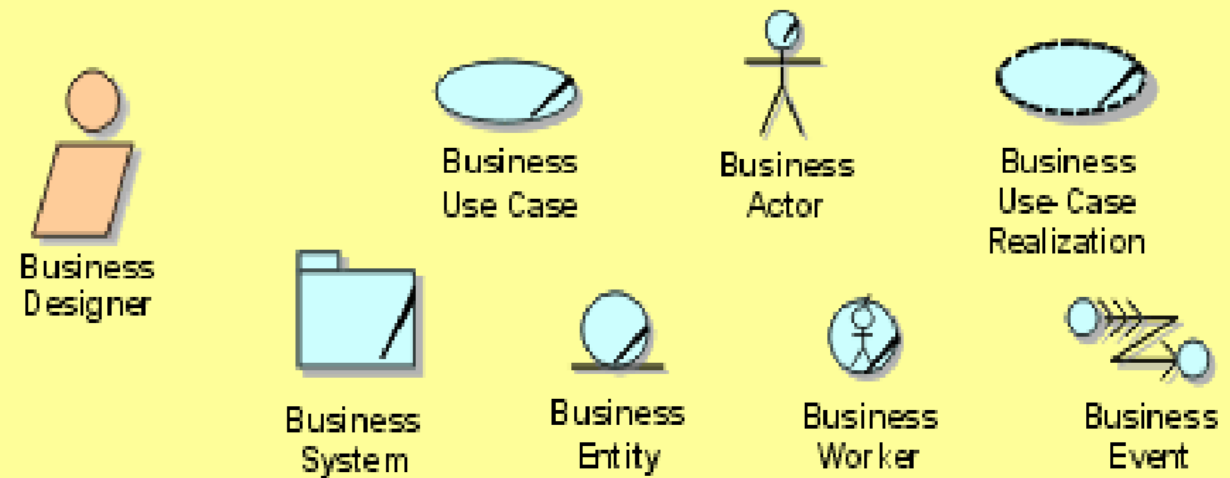 Business
Designer
Business
Use Case
Business
Actor
Business
Use-Case
Realization
Business
System
Business
Entity
Business
Worker
Business
Event